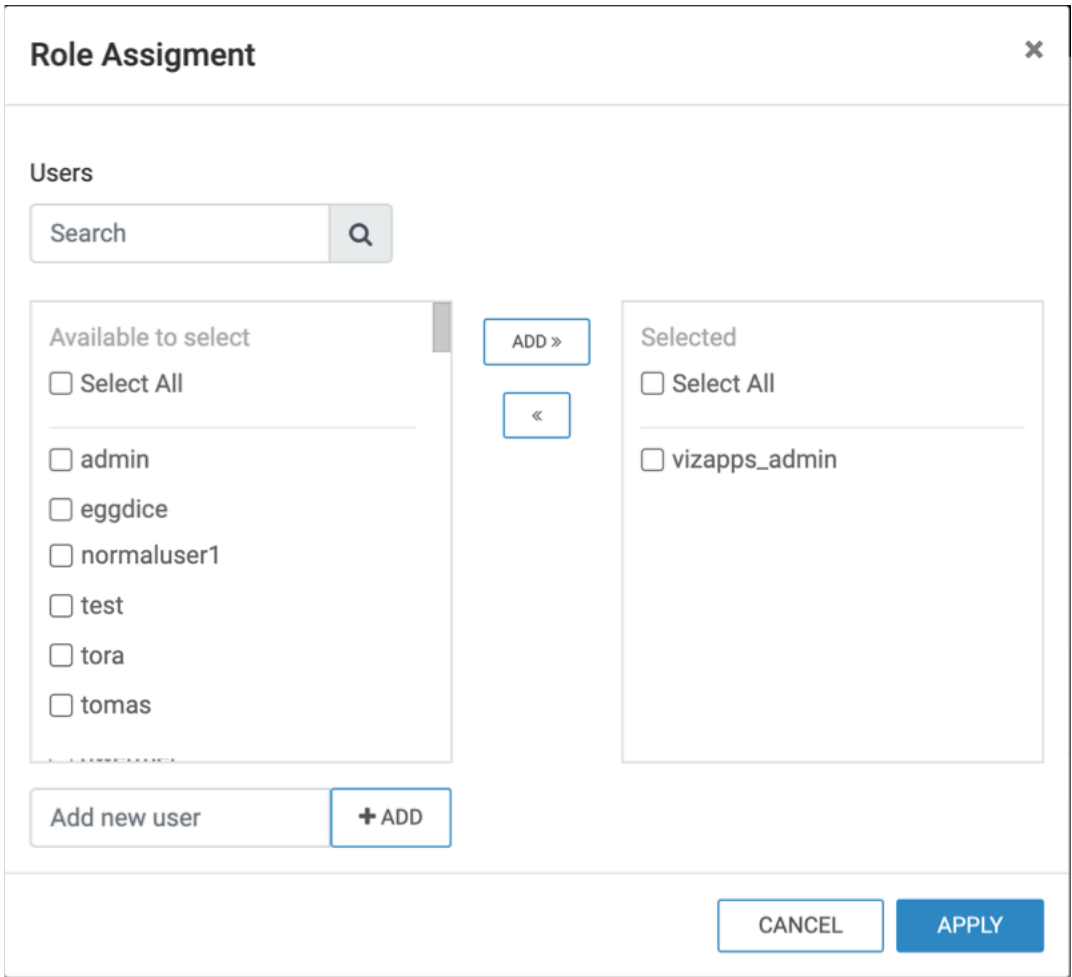 Role Assigment
×
Users
Search
Available to select
Select All
admin
eggdice
normaluser1
test
tora
tomas
ADD »
«
Selected
Select All
vizapps_admin
Add new user
+ ADD
CANCEL
APPLY